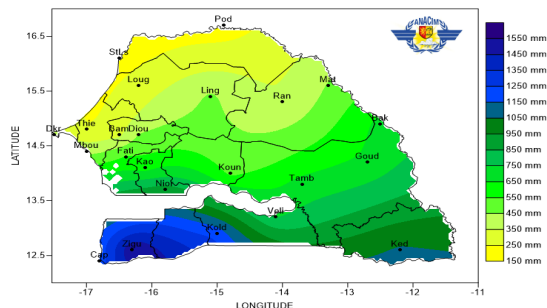 Pod
ANACIM
16.5
StLs
Loug
Mat
Ling
Ran
15.5
Thie
Bak
Dkr
Bam
Diou
Mbou
Fati
14.5
Kao
Goud
Koun
Tamb
Nior
13.5
Veli
Kold
Zigu
Ked
12.5
Cap
-17
-16
-15
-14
-13
-12
-11
LATITUDE
LONGITUDE
1550 mm
1450 mm
1350 mm
1250 mm
1150 mm
1050 mm
950 mm
850 mm
750 mm
650 mm
550 mm
450 mm
350 mm
250 mm
150 mm